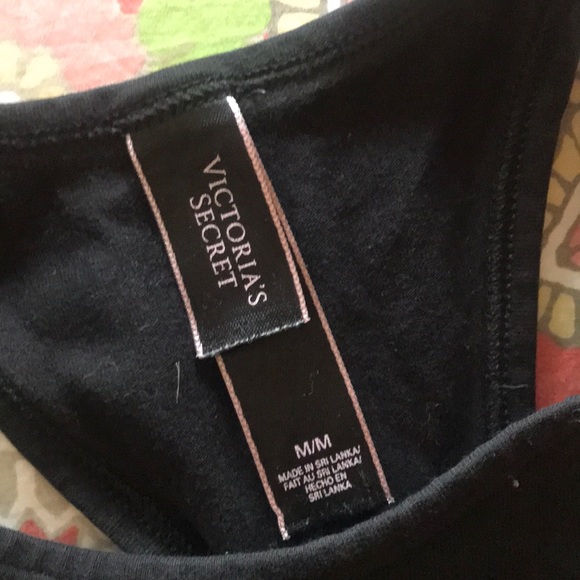 VICTORIA'S
SECRET
M/M
MADE IN SRI LANKA/
FAIT AU SRI LANKA/
HECHO EN
SRI LANKA